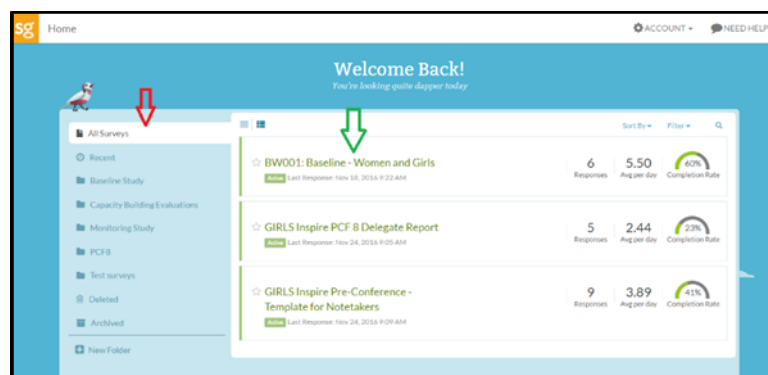 sg Home
ACCOUNT
NEED HELP
Welcome Back!
You're looking quite dapper today
All Surveys
Recent
Baseline Study
Capacity Building Evaluations
Monitoring Study
PCF8
Test surveys
Deleted
Archived
New Folder
Sort By Filter
BW001: Baseline - Women and Girls
Active Last Response: Nov 18, 2016 9:22 AM
6 5.50 60%
Responses Avg per day Completion Rate
GIRLS Inspire PCF 8 Delegate Report
Active Last Response: Nov 24, 2016 9:05 AM
5 2.44 23%
Responses Avg per day Completion Rate
GIRLS Inspire Pre-Conference -
Template for Notetakers
Active Last Response: Nov 24, 2016 9:09 AM
9 3.89 41%
Responses Avg per day Completion Rate